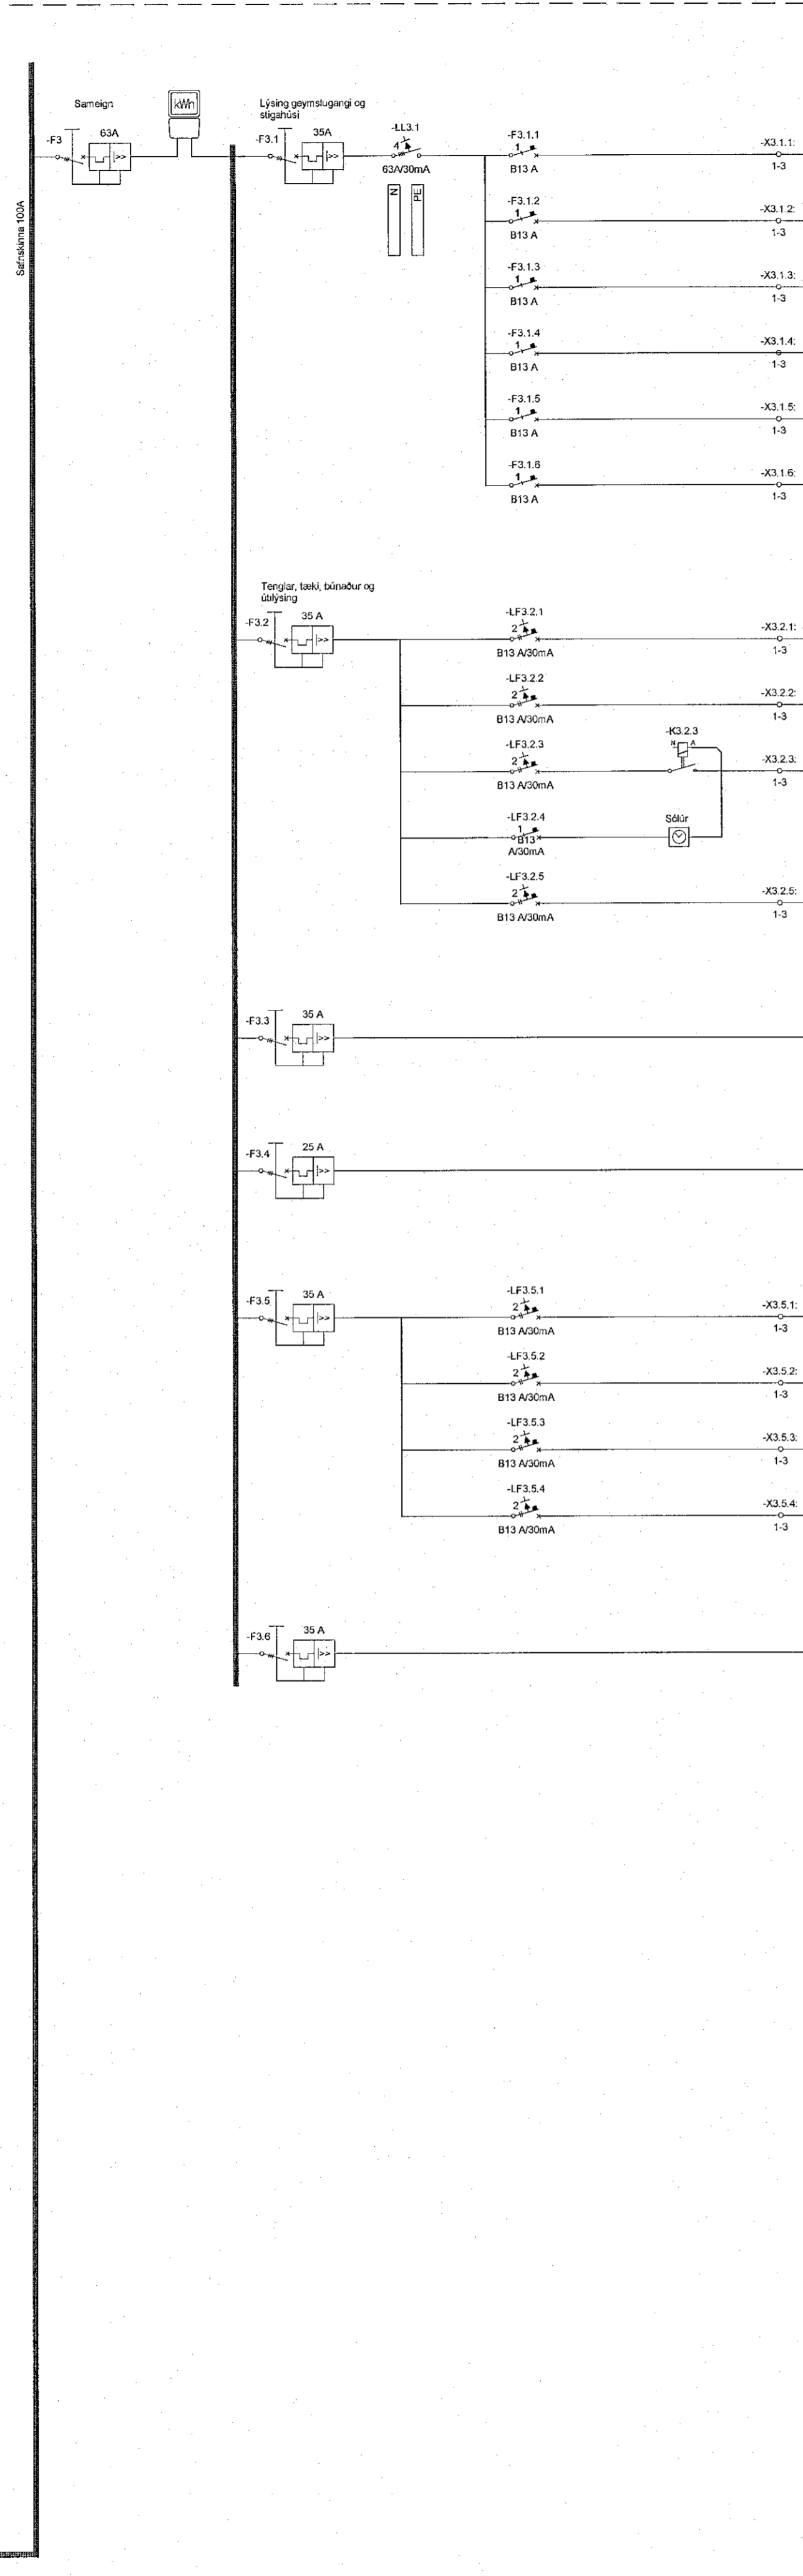 Safnskinna 100A
Sameign
-F3
63A
kWh
Lýsing geymslugangi og
stigahúsi
-F3.1
35A
-LL3.1
4
63A/30mA
N
PE
-F3.1.1
1
B13 A
-X3.1.1:
1-3
-F3.1.2
1
B13 A
-X3.1.2:
1-3
-F3.1.3
1
B13 A
-X3.1.3:
1-3
-F3.1.4
1
B13 A
-X3.1.4:
1-3
-F3.1.5
1
B13 A
-X3.1.5:
1-3
-F3.1.6
1
B13 A
-X3.1.6:
1-3
Tenglar, tæki, búnaður og
útilýsing
-F3.2
35 A
-LF3.2.1
2
B13 A/30mA
-X3.2.1:
1-3
-LF3.2.2
2
B13 A/30mA
-X3.2.2:
1-3
-LF3.2.3
2
B13 A/30mA
-K3.2.3
N A
-X3.2.3:
1-3
-LF3.2.4
1
B13
A/30mA
Sólúr
-LF3.2.5
2
B13 A/30mA
-X3.2.5:
1-3
-F3.3
35 A
-F3.4
25 A
-F3.5
35 A
-LF3.5.1
2
B13 A/30mA
-X3.5.1:
1-3
-LF3.5.2
2
B13 A/30mA
-X3.5.2:
1-3
-LF3.5.3
2
B13 A/30mA
-X3.5.3:
1-3
-LF3.5.4
2
B13 A/30mA
-X3.5.4:
1-3
-F3.6
35 A